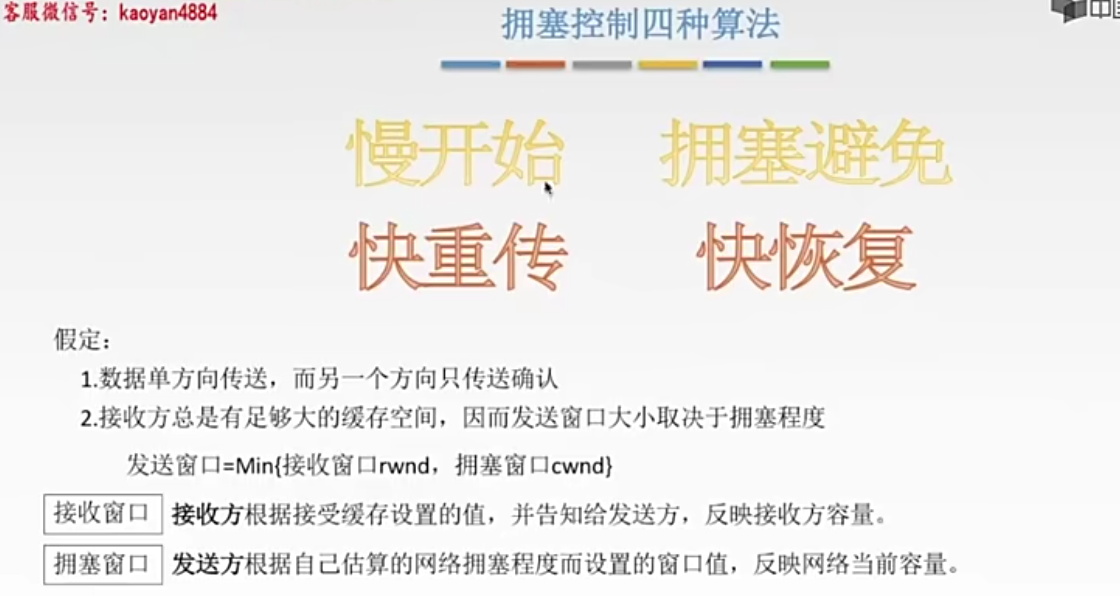 客服微信号：kaoyan4884
拥塞控制四种算法
慢开始 拥塞避免
快重传 快恢复
假定：
1.数据单方向传送，而另一个方向只传送确认
2.接收方总是有足够大的缓存空间，因而发送窗口大小取决于拥塞程度
发送窗口=Min{接收窗口rwnd，拥塞窗口cwnd}
接收窗口 接收方根据接受缓存设置的值，并告知给发送方，反映接收方容量。
拥塞窗口 发送方根据自己估算的网络拥塞程度而设置的窗口值，反映网络当前容量。